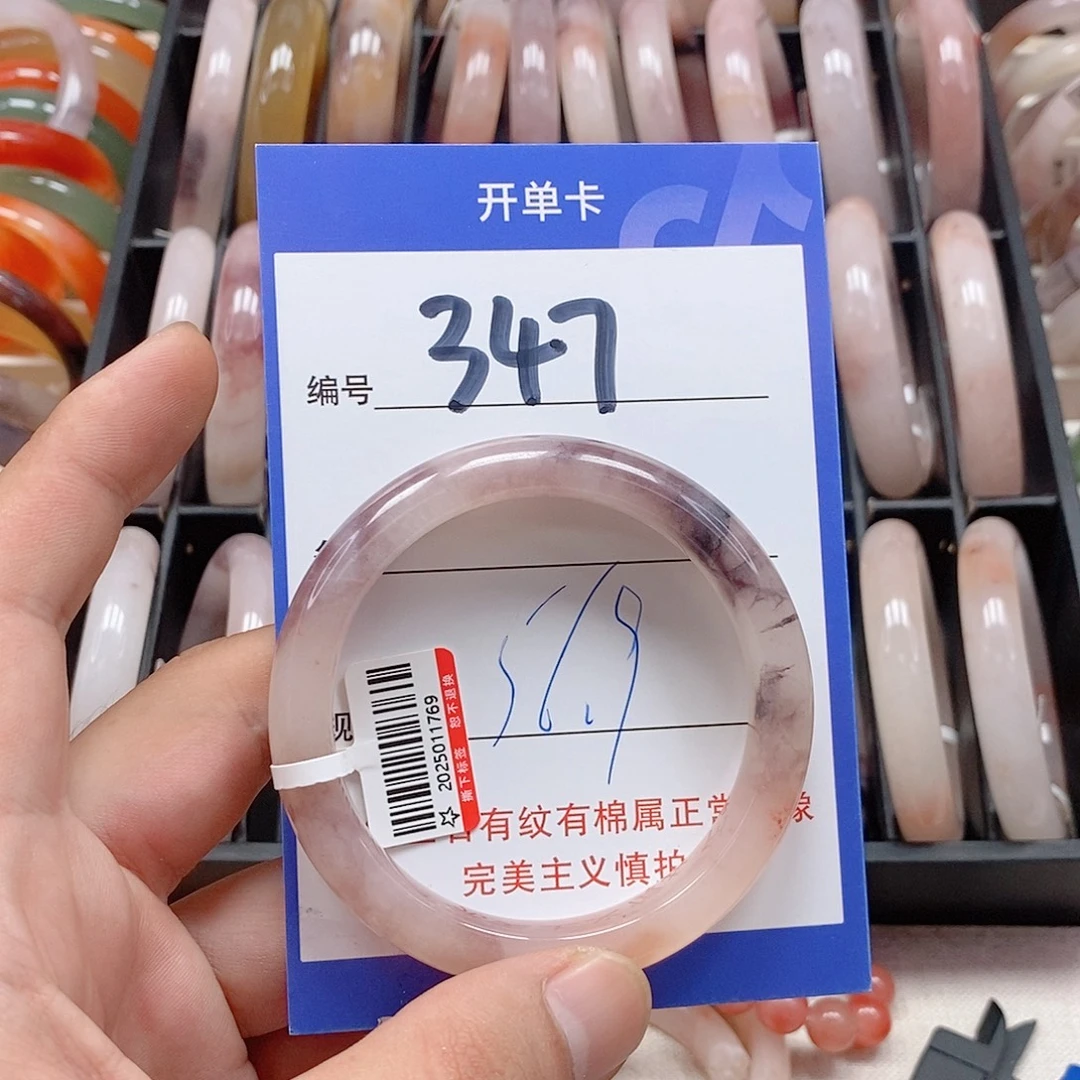 开单卡
编号 347
56.9
2025011769
撕下标签 恕不退换
有纹有棉属正常 象
完美主义慎拍